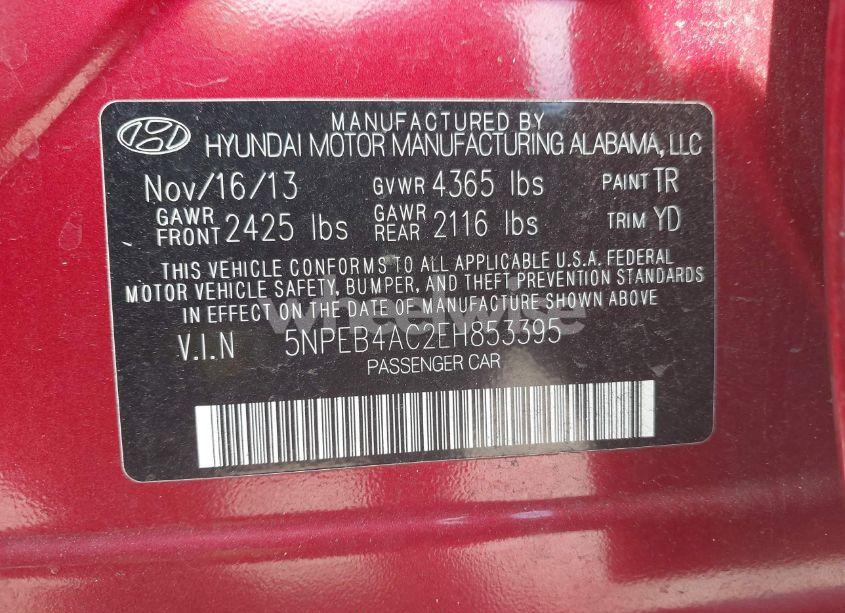 MANUFACTURED BY
HYUNDAI MOTOR MANUFACTURING ALABAMA, LLC
Nov/16/13 GVWR 4365 lbs PAINT TR
GAWR FRONT 2425 lbs GAWR REAR 2116 lbs TRIM YD
THIS VEHICLE CONFORMS TO ALL APPLICABLE U.S.A. FEDERAL
MOTOR VEHICLE SAFETY, BUMPER, AND THEFT PREVENTION STANDARDS
IN EFFECT ON THE DATE OF MANUFACTURE SHOWN ABOVE
wheelwise
V.I.N 5NPEB4AC2EH853395
PASSENGER CAR